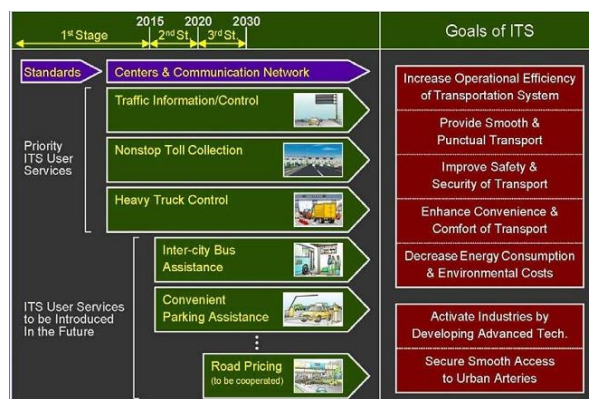 2015 2020 2030
1st Stage 2nd St. 3rd St.
Goals of ITS
Standards
Centers & Communication Network
Priority
ITS User
Services
Traffic Information/Control
Nonstop Toll Collection
Heavy Truck Control
ITS User Services
to be Introduced
In the Future
Inter-city Bus
Assistance
Convenient
Parking Assistance
Road Pricing
(to be cooperated)
Increase Operational Efficiency
of Transportation System
Provide Smooth &
Punctual Transport
Improve Safety &
Security of Transport
Enhance Convenience &
Comfort of Transport
Decrease Energy Consumption
& Environmental Costs
Activate Industries by
Developing Advanced Tech.
Secure Smooth Access
to Urban Arteries